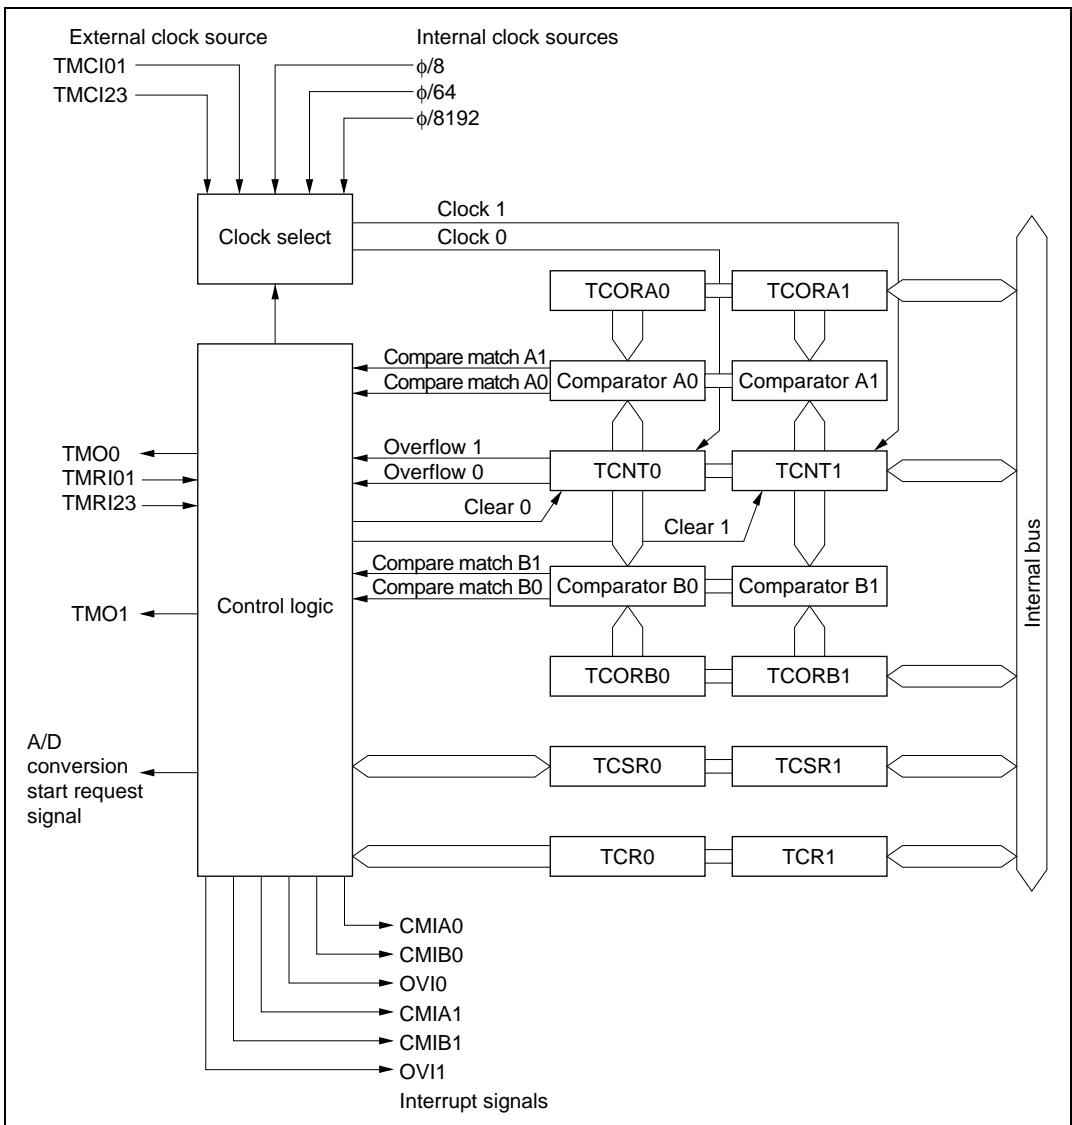 External clock source
Internal clock sources
TMCI01
φ/8
TMCI23
φ/64
φ/8192
Clock select
Clock 1
Clock 0
TCORA0
TCORA1
Compare match A1
Compare match A0
Comparator A0
Comparator A1
TMO0
TMRI01
TMRI23
Overflow 1
Overflow 0
TCNT0
TCNT1
Clear 0
Clear 1
Internal bus
Compare match B1
Compare match B0
Comparator B0
Comparator B1
TMO1
Control logic
TCORB0
TCORB1
A/D
conversion
start request
signal
TCSR0
TCSR1
TCR0
TCR1
CMIA0
CMIB0
OVI0
CMIA1
CMIB1
OVI1
Interrupt signals